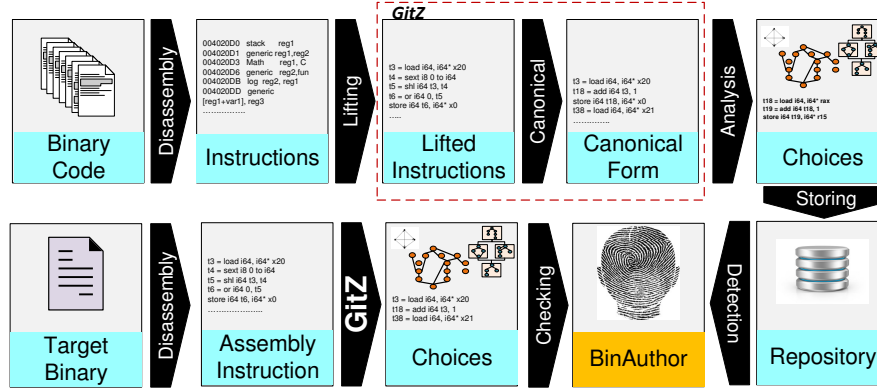 GitZ
004020D0 stack reg1
004020D1 generic reg1,reg2
004020D3 Math reg1, C
004020D6 generic reg2,fun
004020DB log reg2, reg1
004020DD generic
[reg1+var1], reg3
................
Binary
Code
Disassembly
Instructions
Lifting
t3 = load i64, i64* x20
t4 = sext i8 0 to i64
t5 = shl i64 t3, t4
t6 = or i64 0, t5
store i64 t6, i64* x0
.....
Lifted
Instructions
Canonical
t3 = load i64, i64* x20
t18 = add i64 t3, 1
store i64 t18, i64* x0
t38 = load i64, i64* x21
..............
Canonical
Form
Analysis
t18 = load i64, i64* rax
t19 = add i64 t18, 1
store i64 t19, i64* r15
Choices
Storing
Target
Binary
Disassembly
t3 = load i64, i64* x20
t4 = sext i8 0 to i64
t5 = shl i64 t3, t4
t6 = or i64 0, t5
store i64 t6, i64* x0
.....................
Assembly
Instruction
GitZ
t3 = load i64, i64* x20
t18 = add i64 t3, 1
t38 = load i64, i64* x21
Choices
Checking
BinAuthor
Detection
Repository